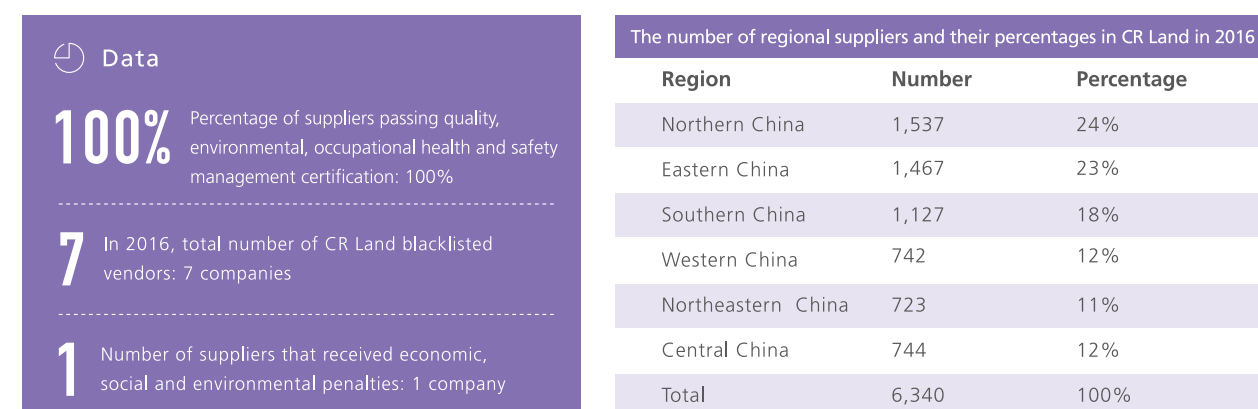 Data
100%
Percentage of suppliers passing quality,
environmental, occupational health and safety
management certification: 100%
7
In 2016, total number of CR Land blacklisted
vendors: 7 companies
1
Number of suppliers that received economic,
social and environmental penalties: 1 company
The number of regional suppliers and their percentages in CR Land in 2016
Region Number Percentage
Northern China 1,537 24%
Eastern China 1,467 23%
Southern China 1,127 18%
Western China 742 12%
Northeastern China 723 11%
Central China 744 12%
Total 6,340 100%